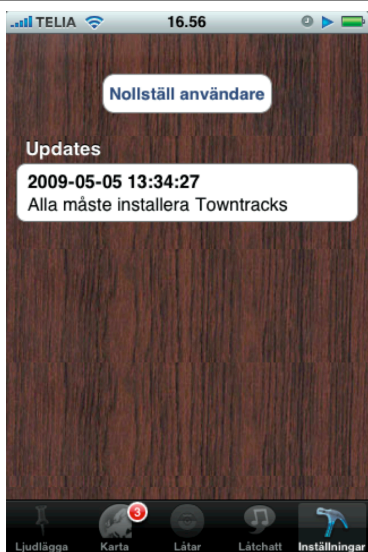 TELIA 16.56
Nollställ användare
Updates
2009-05-05 13:34:27
Alla måste installera Towntracks
3
Ljudlägga Karta Låtar Låtchatt Inställningar